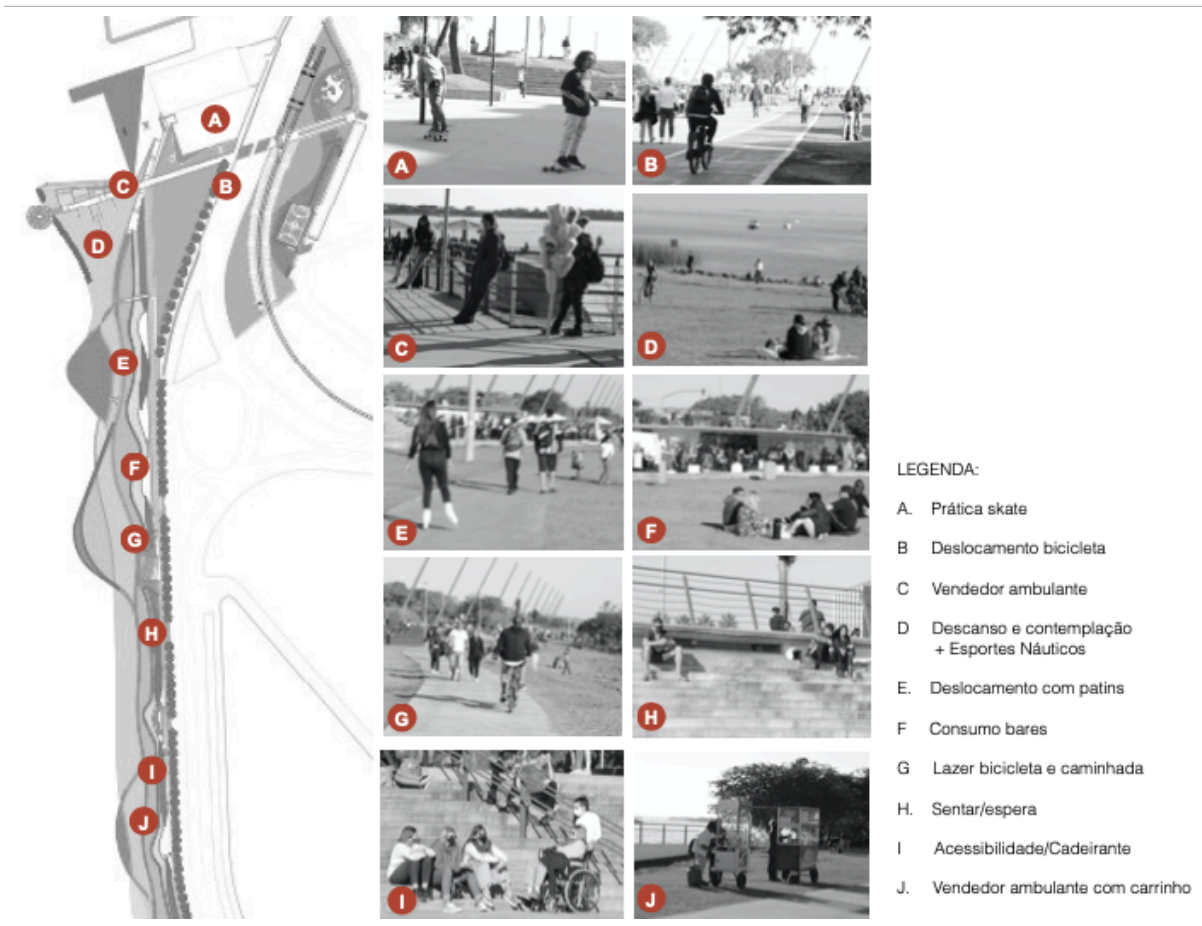 A
B
C
D
E
F
G
H
I
J
A
B
C
D
E
F
G
H
I
J
LEGENDA:
A. Prática skate
B Deslocamento bicicleta
C Vendedor ambulante
D Descanso e contemplação
+ Esportes Náuticos
E. Deslocamento com patins
F Consumo bares
G Lazer bicicleta e caminhada
H. Sentar/espera
I Acessibilidade/Cadeirante
J. Vendedor ambulante com carrinho